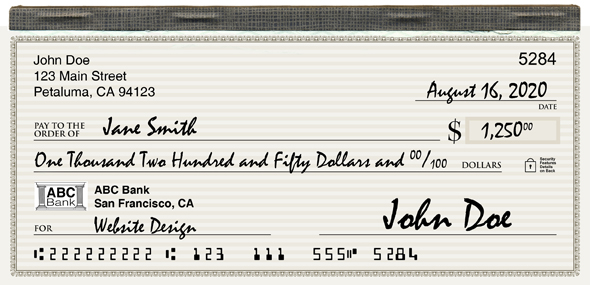 John Doe 5284
123 Main Street
Petaluma, CA 94123
August 16, 2020
DATE
PAY TO THE
ORDER OF Jane Smith $ 1,250⁰⁰
One Thousand Two Hundred and Fifty Dollars and ⁰⁰/100 DOLLARS
Security
Features
Details
on Back
ABC
Bank
ABC Bank
San Francisco, CA
FOR Website Design John Doe
⑆222222222⑆ 123 111 555⑈ 5284